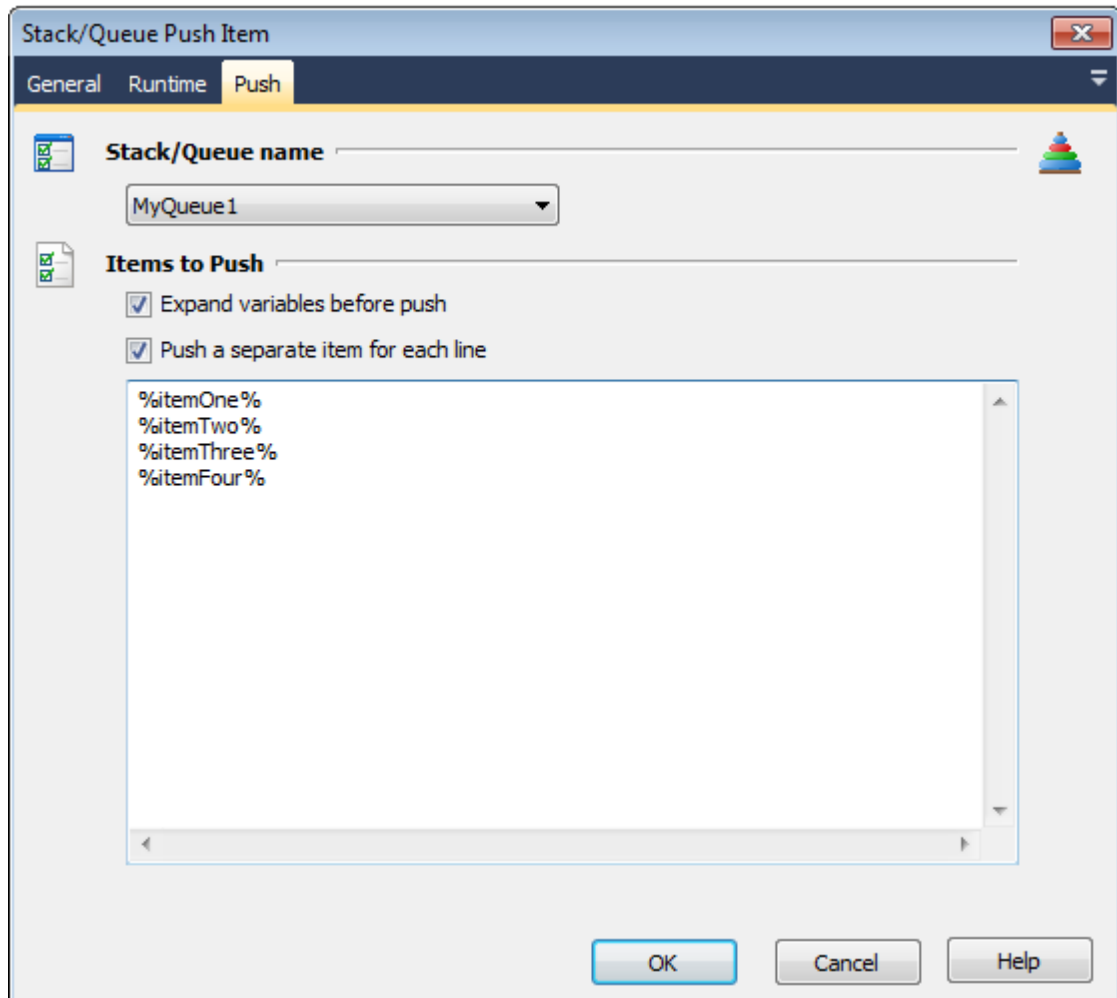 Stack/Queue Push Item
General Runtime Push
Stack/Queue name
MyQueue1
Items to Push
Expand variables before push
Push a separate item for each line
%itemOne%
%itemTwo%
%itemThree%
%itemFour%
OK Cancel Help